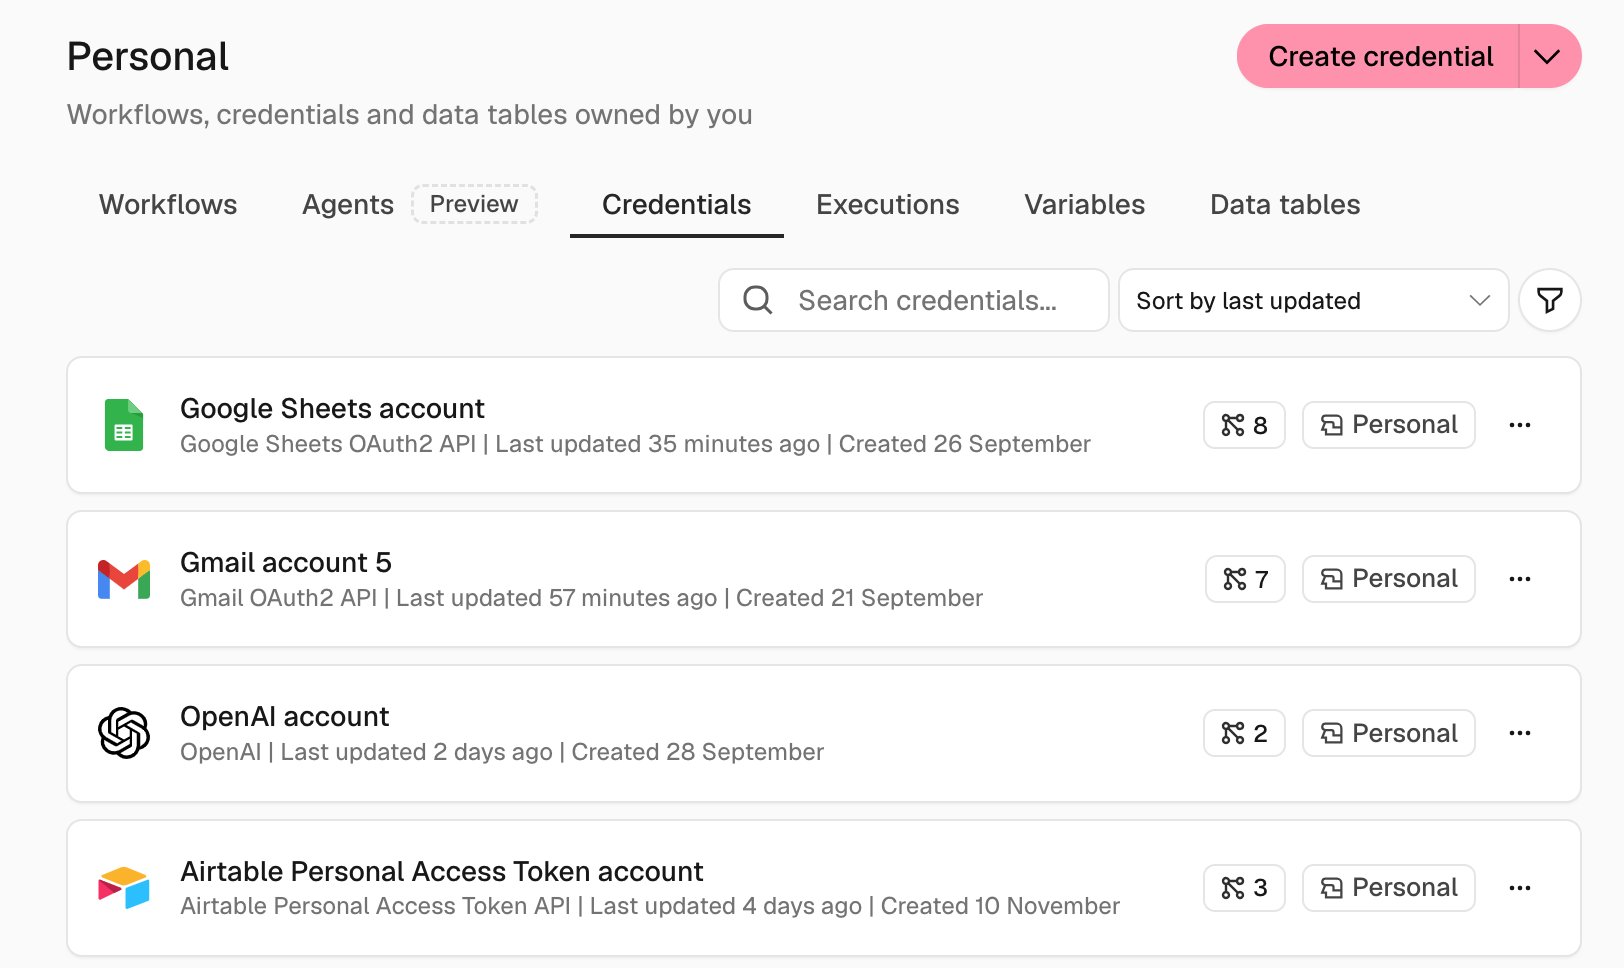 Personal
Create credential
Workflows, credentials and data tables owned by you
Workflows Agents Preview Credentials Executions Variables Data tables
Search credentials... Sort by last updated
Google Sheets account
Google Sheets OAuth2 API | Last updated 35 minutes ago | Created 26 September
8 Personal
Gmail account 5
Gmail OAuth2 API | Last updated 57 minutes ago | Created 21 September
7 Personal
OpenAI account
OpenAI | Last updated 2 days ago | Created 28 September
2 Personal
Airtable Personal Access Token account
Airtable Personal Access Token API | Last updated 4 days ago | Created 10 November
3 Personal